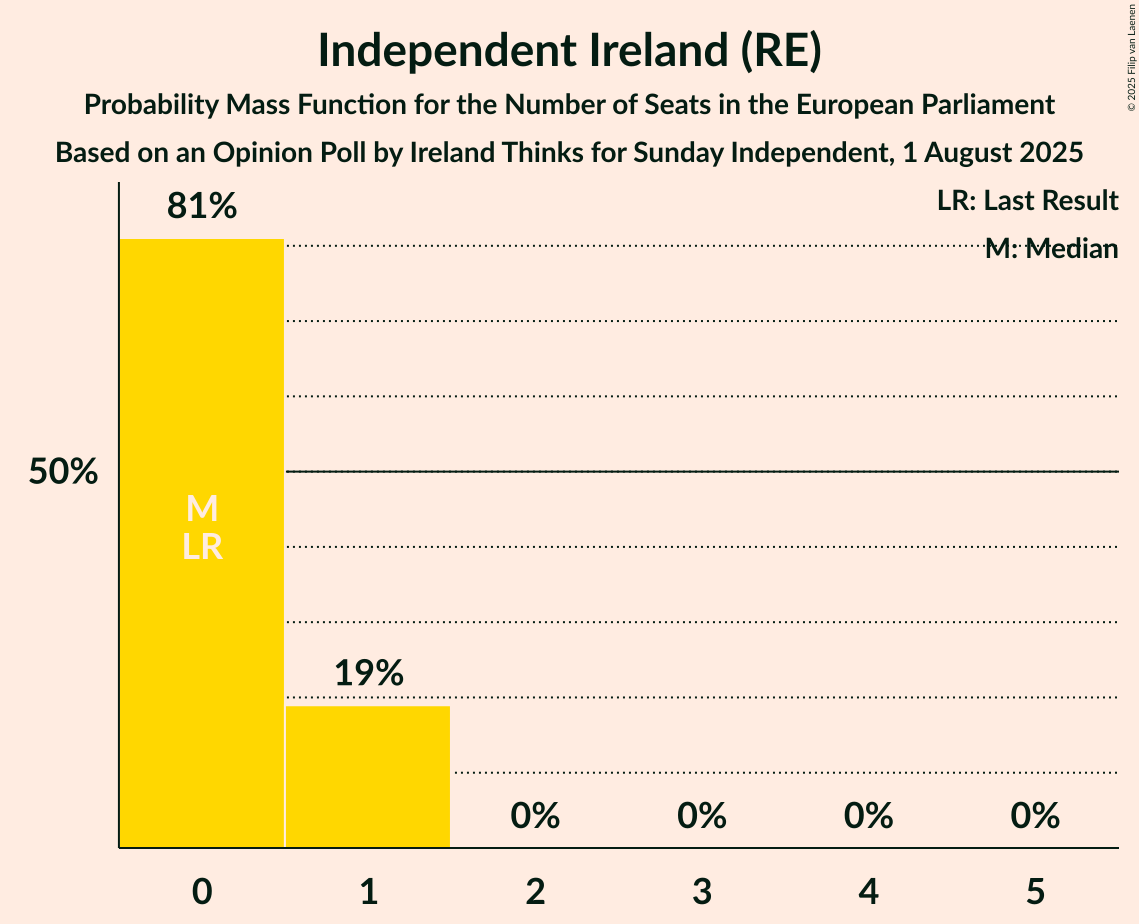 Independent Ireland (RE)
Probability Mass Function for the Number of Seats in the European Parliament
Based on an Opinion Poll by Ireland Thinks for Sunday Independent, 1 August 2025
© 2025 Filip van Laenen
LR: Last Result
M: Median
81%
50%
M
LR
19%
0% 0% 0% 0%
0 1 2 3 4 5